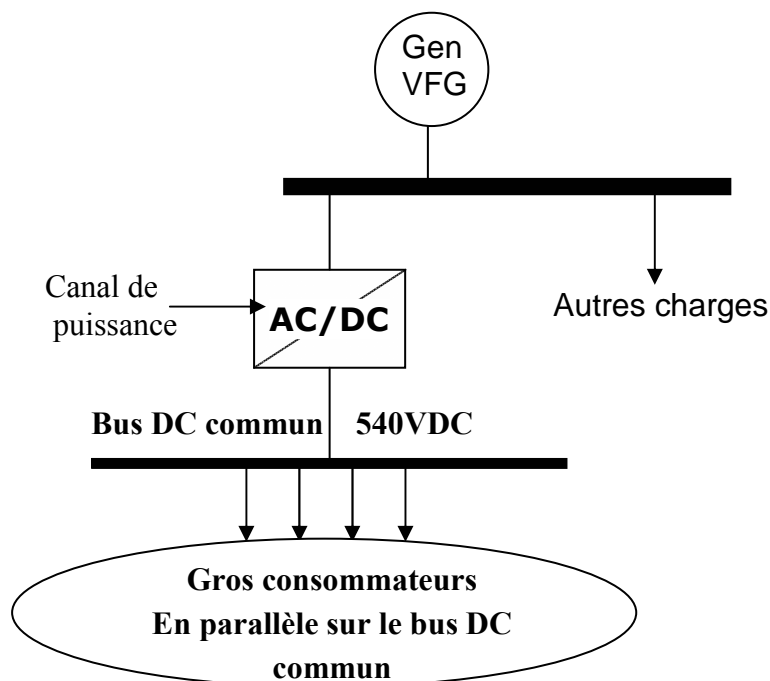 Gen
VFG
Canal de
puissance
AC/DC
Autres charges
Bus DC commun 540VDC
Gros consommateurs
En parallèle sur le bus DC
commun